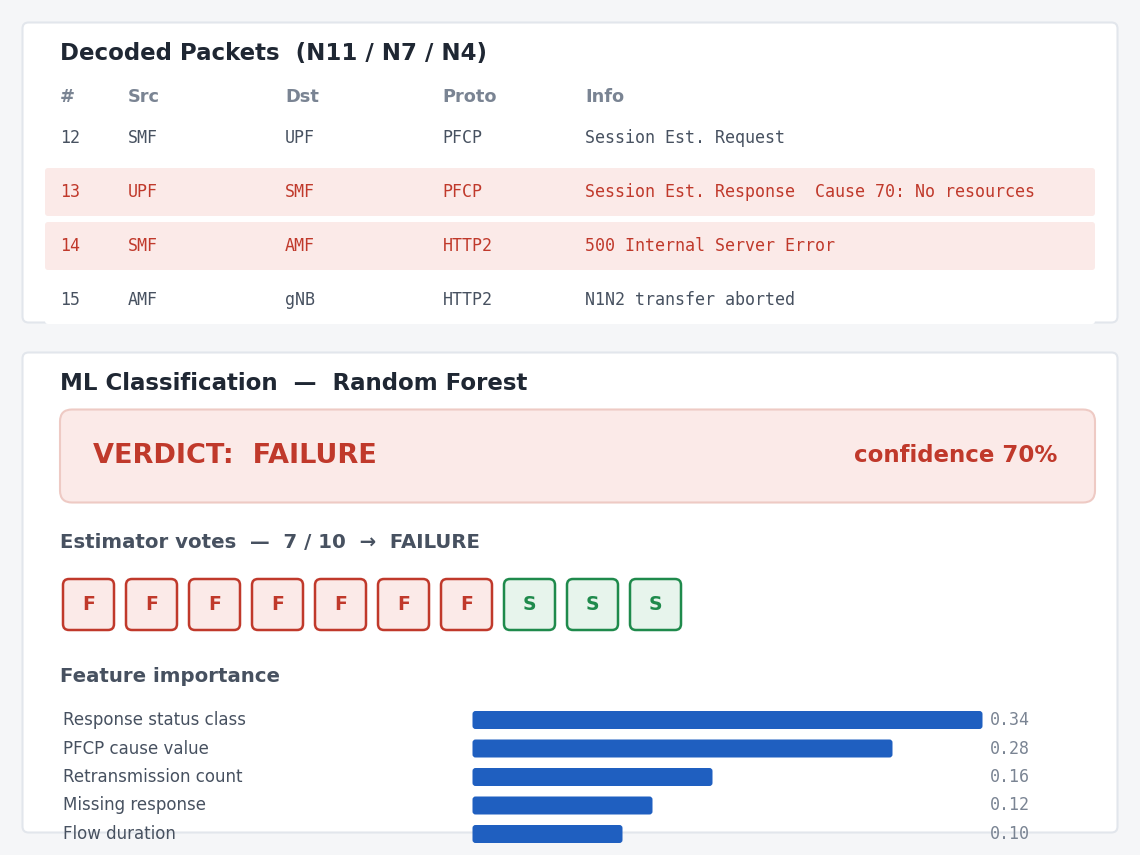 Decoded Packets (N11 / N7 / N4)
# Src Dst Proto Info
12 SMF UPF PFCP Session Est. Request
13 UPF SMF PFCP Session Est. Response Cause 70: No resources
14 SMF AMF HTTP2 500 Internal Server Error
15 AMF gNB HTTP2 N1N2 transfer aborted
ML Classification — Random Forest
VERDICT: FAILURE confidence 70%
Estimator votes — 7 / 10 → FAILURE
F F F F F F F S S S
Feature importance
Response status class 0.34
PFCP cause value 0.28
Retransmission count 0.16
Missing response 0.12
Flow duration 0.10